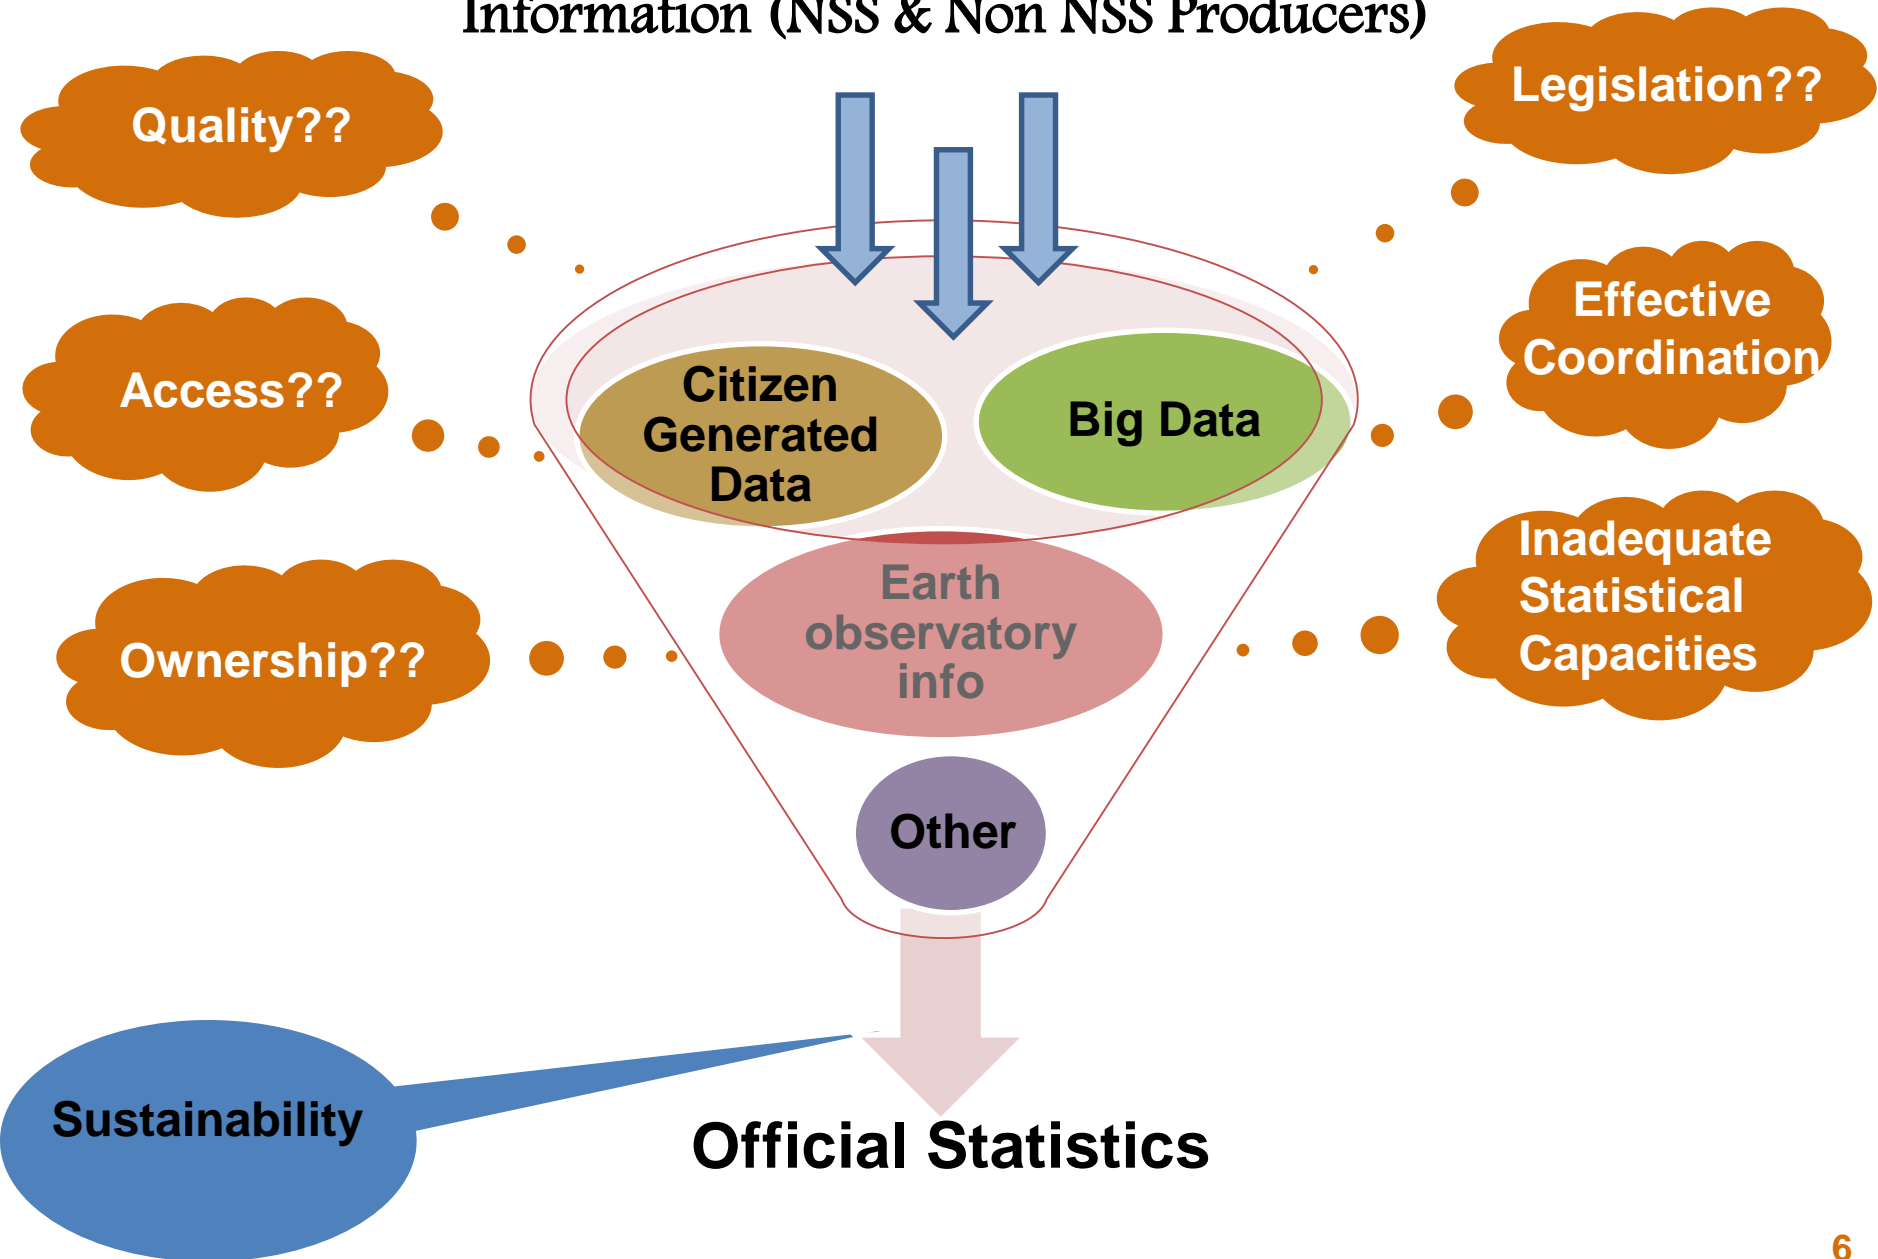 Information (NSS & Non NSS Producers)
Quality??
Legislation??
Access??
Effective
Coordination
Citizen
Generated
Data
Big Data
Ownership??
Inadequate
Statistical
Capacities
Earth
observatory
info
Other
Sustainability
Official Statistics
6